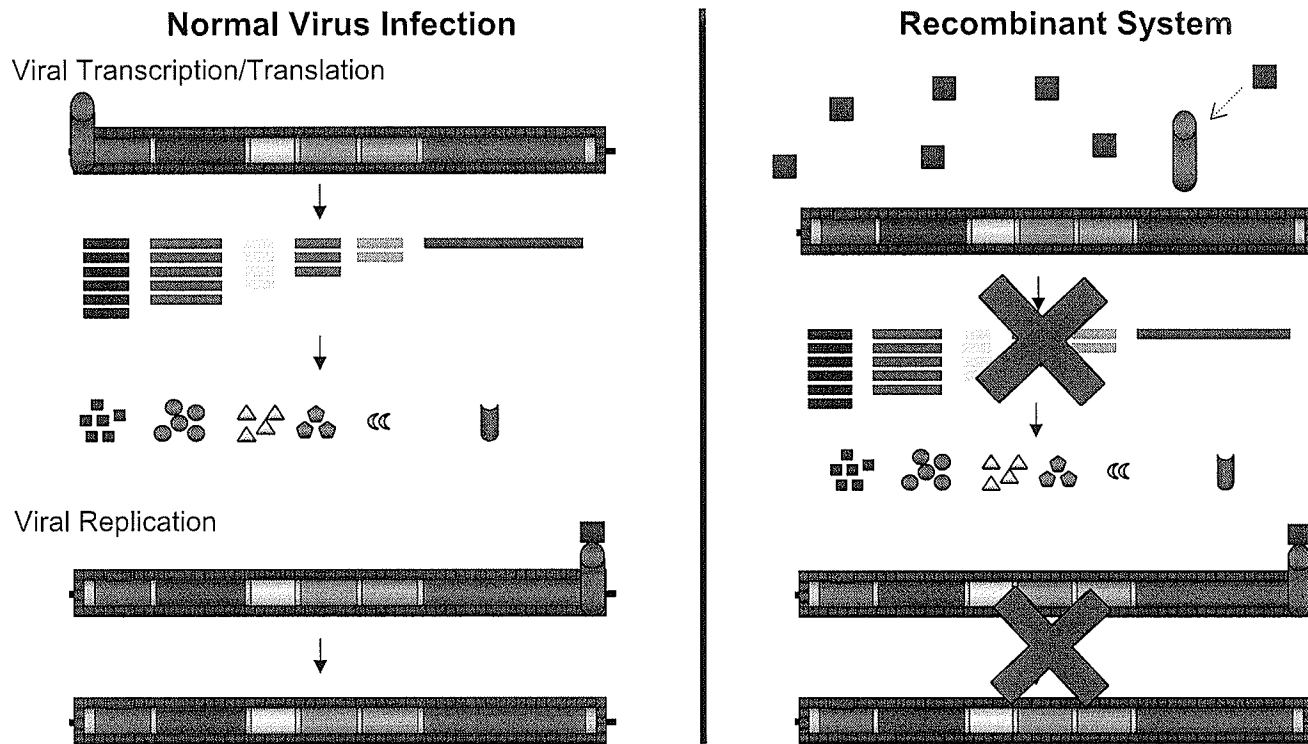 Normal Virus Infection
Viral Transcription/Translation
Viral Replication
Recombinant System